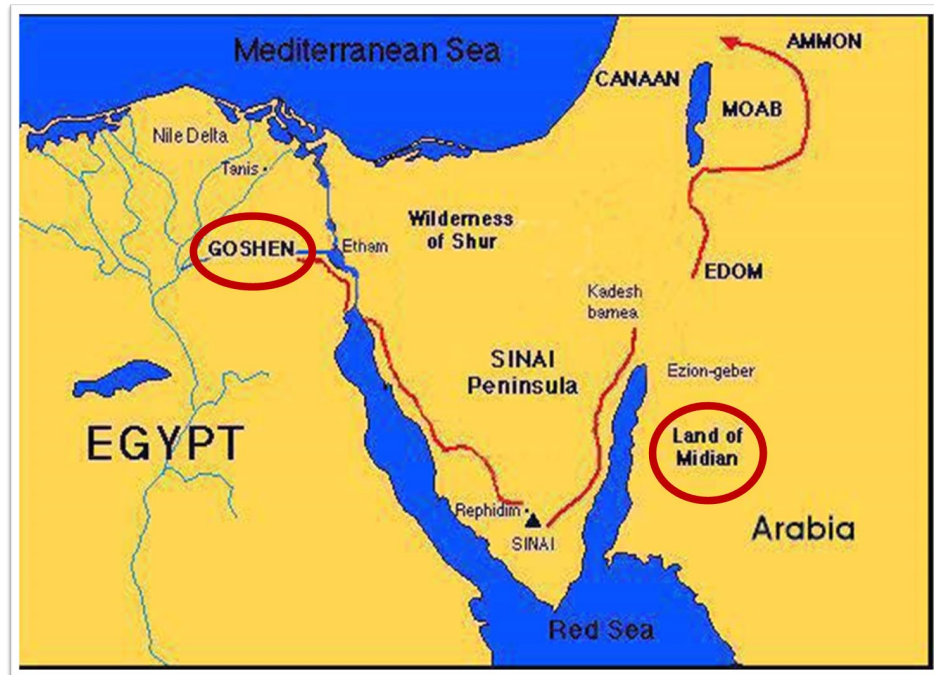 Mediterranean Sea
AMMON
CANAAN
MOAB
Nile Delta
Tanis
Wilderness
of Shur
GOSHEN
Etham
EDOM
Kadesh
barnea
SINAI
Peninsula
Ezion-geber
EGYPT
Land of
Midian
Rephidim
SINAI
Arabia
Red Sea